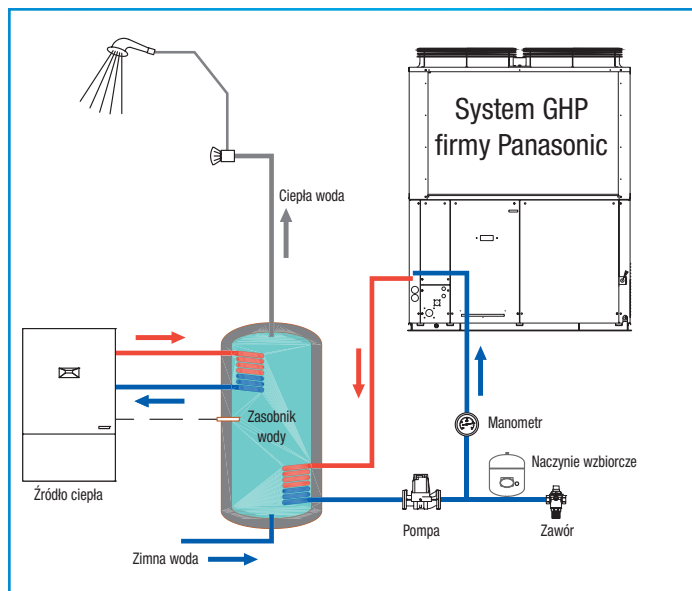 System GHP
firmy Panasonic
Ciepła woda
Zasobnik
wody
Manometr
Naczynie wzbiorcze
Źródło ciepła
Pompa
Zawór
Zimna woda